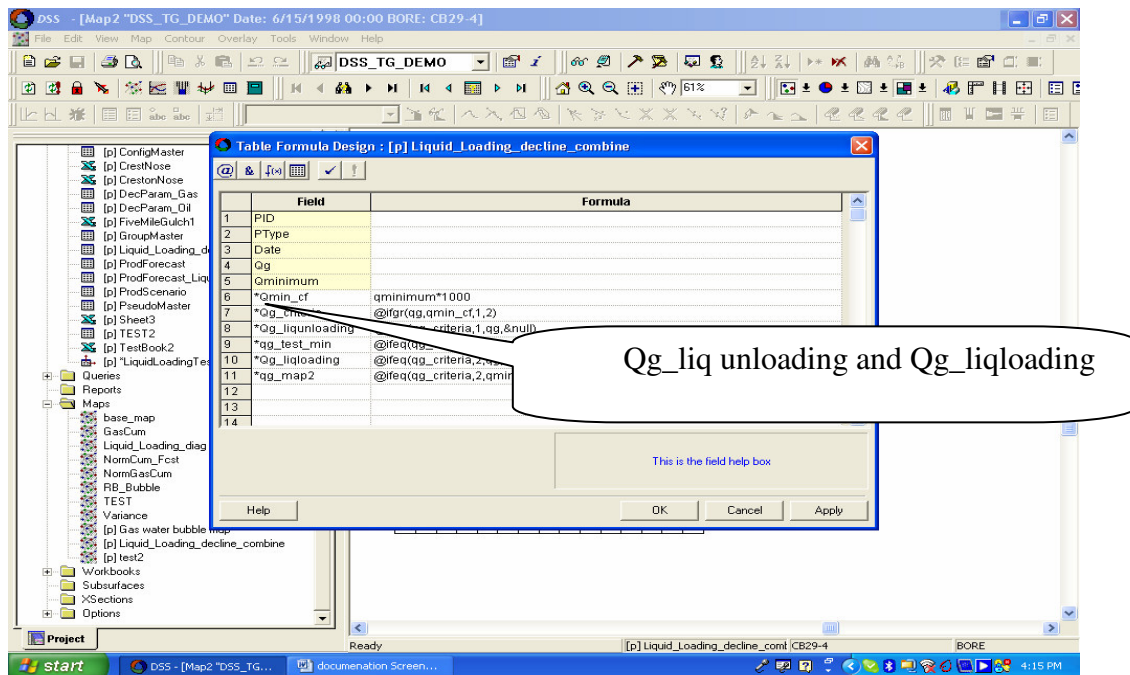 DSS - [Map2 "DSS_TG_DEMO" Date: 6/15/1998 00:00 BORE: CB29-4]
File Edit View Map Contour Overlay Tools Window Help
DSS_TG_DEMO
61%
[p] ConfigMaster
[p] CrestNose
[p] CrestonNose
[p] DecParam_Gas
[p] DecParam_Oil
[p] FiveMileGulch1
[p] GroupMaster
[p] Liquid_Loading_de
[p] ProdForecast
[p] ProdForecast_Liqu
[p] ProdScenario
[p] PseudoMaster
[p] Sheet3
[p] TEST2
[p] TestBook2
[p] "LiquidLoadingTes
Queries
Reports
Maps
base_map
GasCum
Liquid_Loading_diag
NormCum_Fcst
NormGasCum
RB_Bubble
TEST
Variance
[p] Gas water bubble map
[p] Liquid_Loading_decline_combine
[p] test2
Workbooks
Subsurfaces
XSections
Options
Project
Table Formula Design : [p] Liquid_Loading_decline_combine
Field Formula
1 PID
2 PType
3 Date
4 Qg
5 Qminimum
6 *Qmin_cf qminimum*1000
7 *Qg_criteria @ifgr(qg,qmin_cf,1,2)
8 *Qg_liqunloading @ifeq(qg_criteria,1,qg,&null)
9 *qg_test_min @ifeq(qg_
10 *Qg_liqloading @ifeq(qg_criteria,2,q
11 *qg_map2 @ifeq(qg_criteria,2,qmin
12
13
14
Qg_liq unloading and Qg_liqloading
This is the field help box
Help OK Cancel Apply
Ready [p] Liquid_Loading_decline_comb CB29-4 BORE
start DSS - [Map2 "DSS_TG... documenation Screen... 4:15 PM